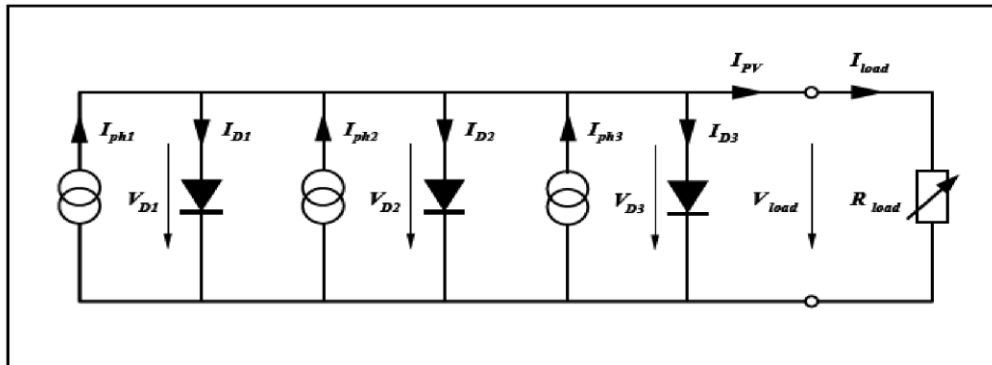 I_PV I_load
I_ph1 I_D1 I_ph2 I_D2 I_ph3 I_D3
V_D1 V_D2 V_D3 V_load R_load